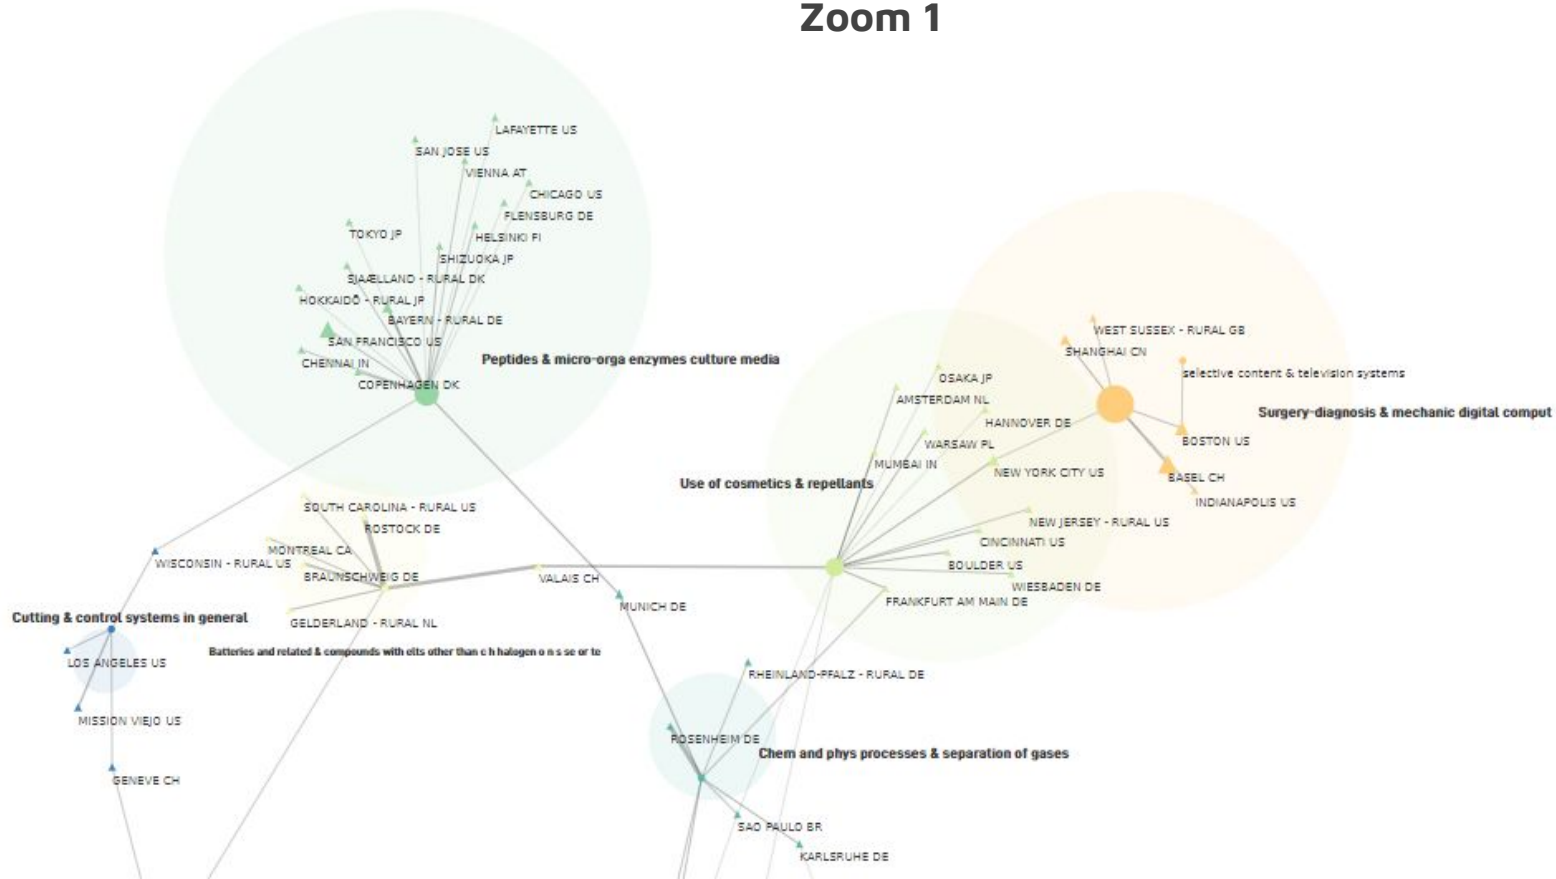 Zoom 1
LAFAYETTE US
SAN JOSE US
VIENNA AT
CHICAGO US
FLENSBURG DE
TOKYO JP
HELSINKI FI
SHIZUOKA JP
SJAÆLLAND - RURAL DK
HOKKAIDŌ - RURAL JP
BAYERN - RURAL DE
SAN FRANCISCO US
CHENNAI IN
COPENHAGEN DK
Peptides & micro-orga enzymes culture media
WEST SUSSEX - RURAL GB
SHANGHAI CN
selective content & television systems
OSAKA JP
AMSTERDAM NL
HANNOVER DE
Surgery-diagnosis & mechanic digital comput
BOSTON US
WARSAW PL
MUMBAI IN
NEW YORK CITY US
BASEL CH
Use of cosmetics & repellants
INDIANAPOLIS US
SOUTH CAROLINA - RURAL US
NEW JERSEY - RURAL US
ROSTOCK DE
CINCINNATI US
MONTREAL CA
WISCONSIN - RURAL US
BOULDER US
BRAUNSCHWEIG DE
VALAIS CH
WIESBADEN DE
FRANKFURT AM MAIN DE
MUNICH DE
Cutting & control systems in general
GELDERLAND - RURAL NL
Batteries and related & compounds with elts other than c h halogen o n s se or te
LOS ANGELES US
RHEINLAND-PFALZ - RURAL DE
MISSION VIEJO US
ROSENHEIM DE
Chem and phys processes & separation of gases
GENEVE CH
SAO PAULO BR
KARLSRUHE DE